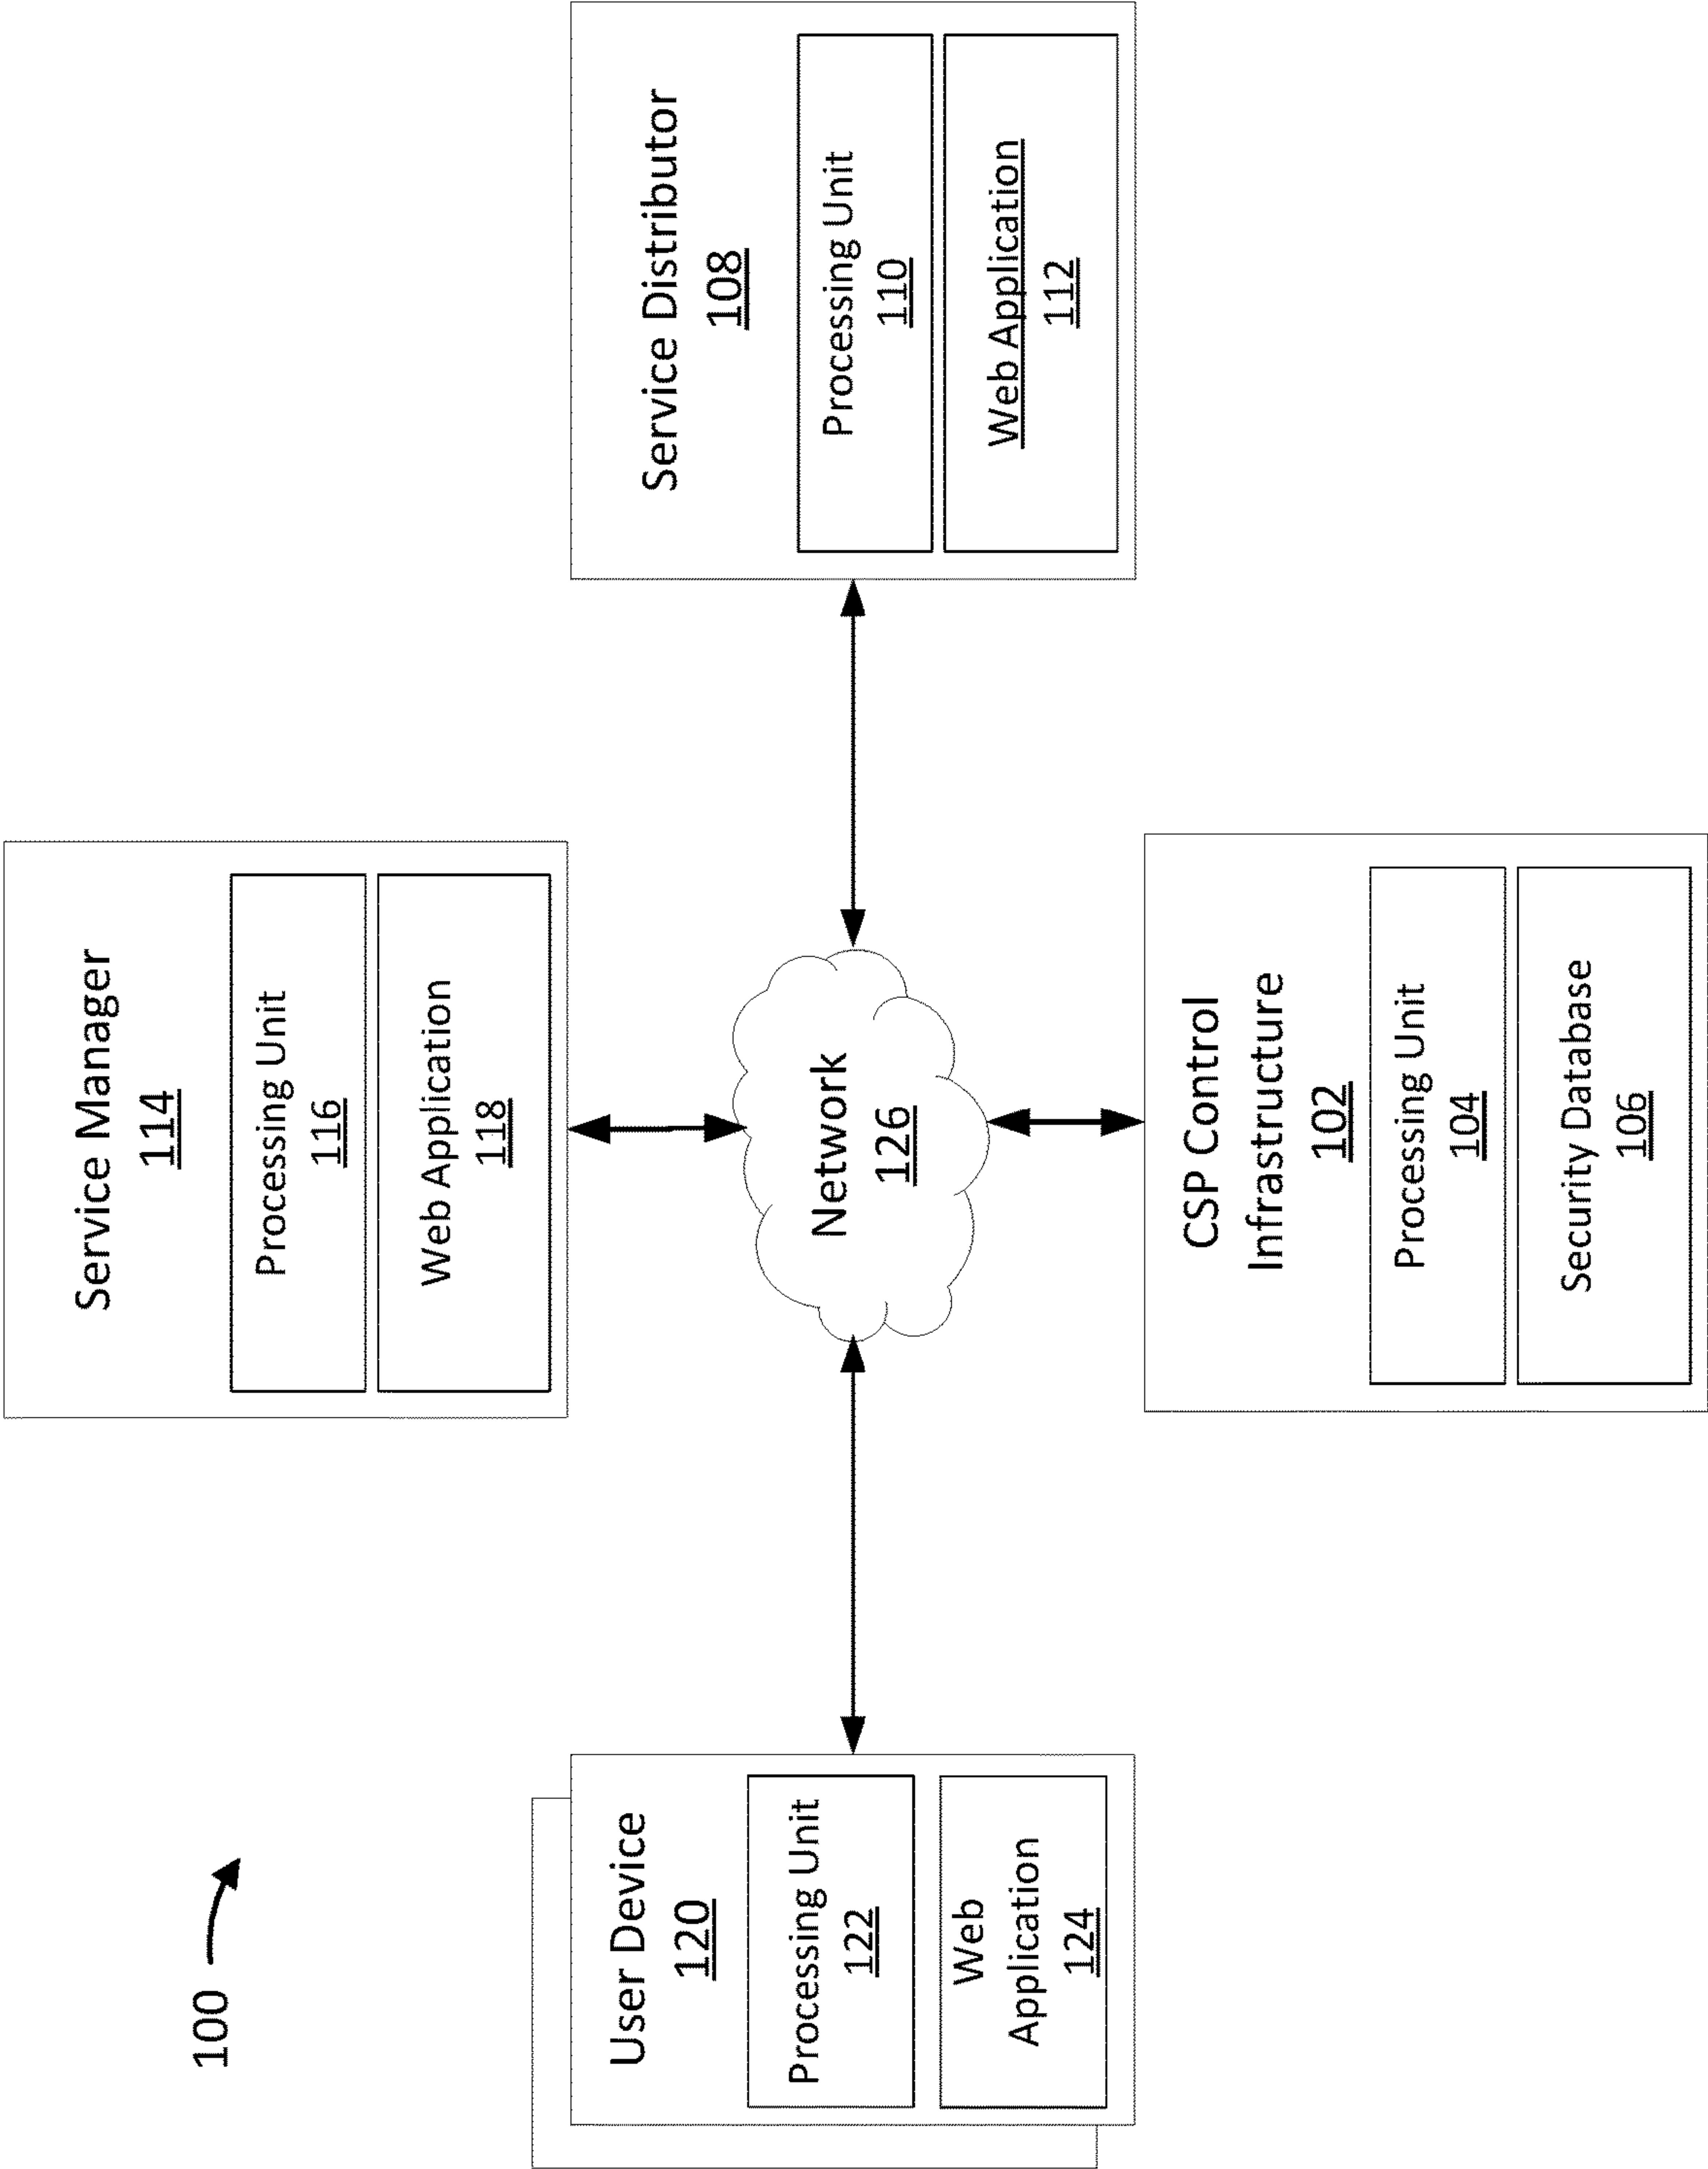 100
Service Manager
114
Processing Unit
116
Web Application
118
User Device
120
Processing Unit
122
Web
Application
124
Network
126
Service Distributor
108
Processing Unit
110
Web Application
112
CSP Control
Infrastructure
102
Processing Unit
104
Security Database
106